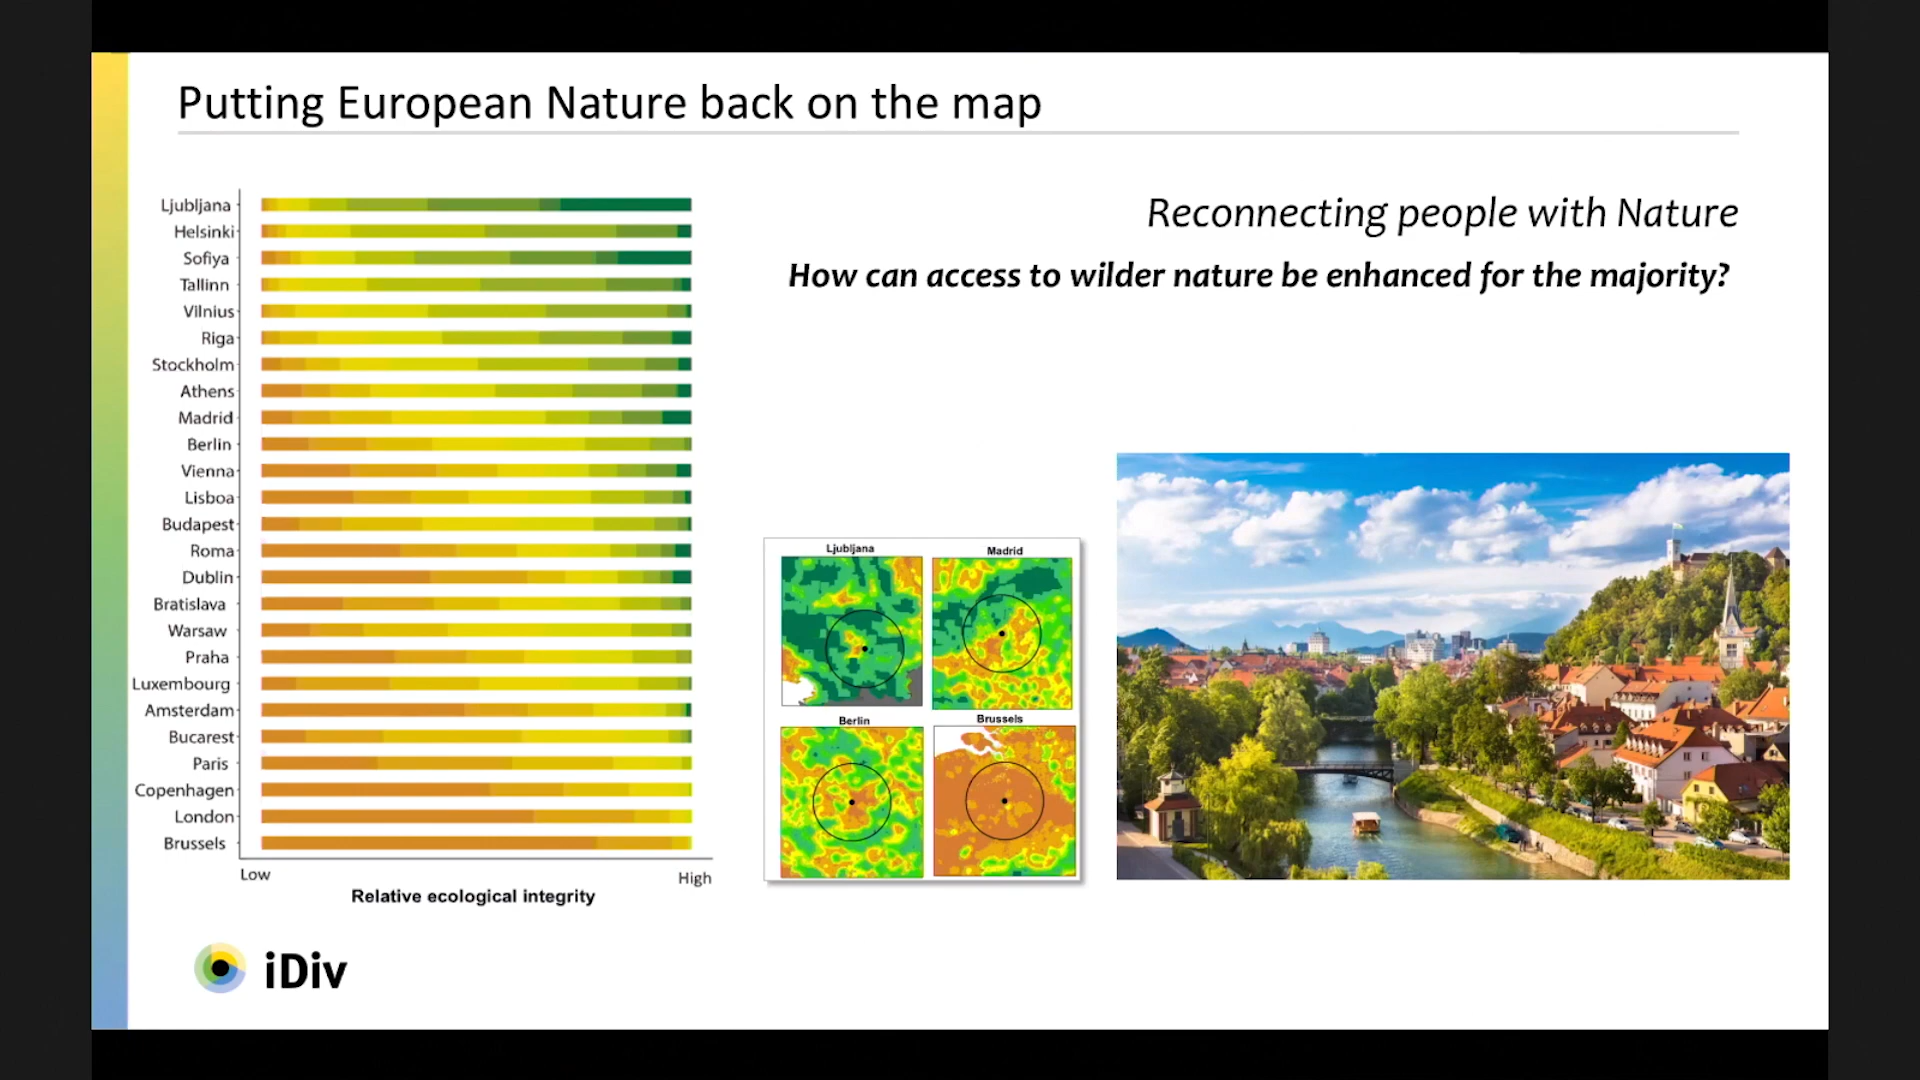 Putting European Nature back on the map
Reconnecting people with Nature
How can access to wilder nature be enhanced for the majority?
Ljubljana
Helsinki
Sofiya
Tallinn
Vilnius
Riga
Stockholm
Athens
Madrid
Berlin
Vienna
Lisboa
Budapest
Roma
Dublin
Bratislava
Warsaw
Praha
Luxembourg
Amsterdam
Bucarest
Paris
Copenhagen
London
Brussels
Low
High
Relative ecological integrity
Ljubljana
Madrid
Berlin
Brussels
iDiv